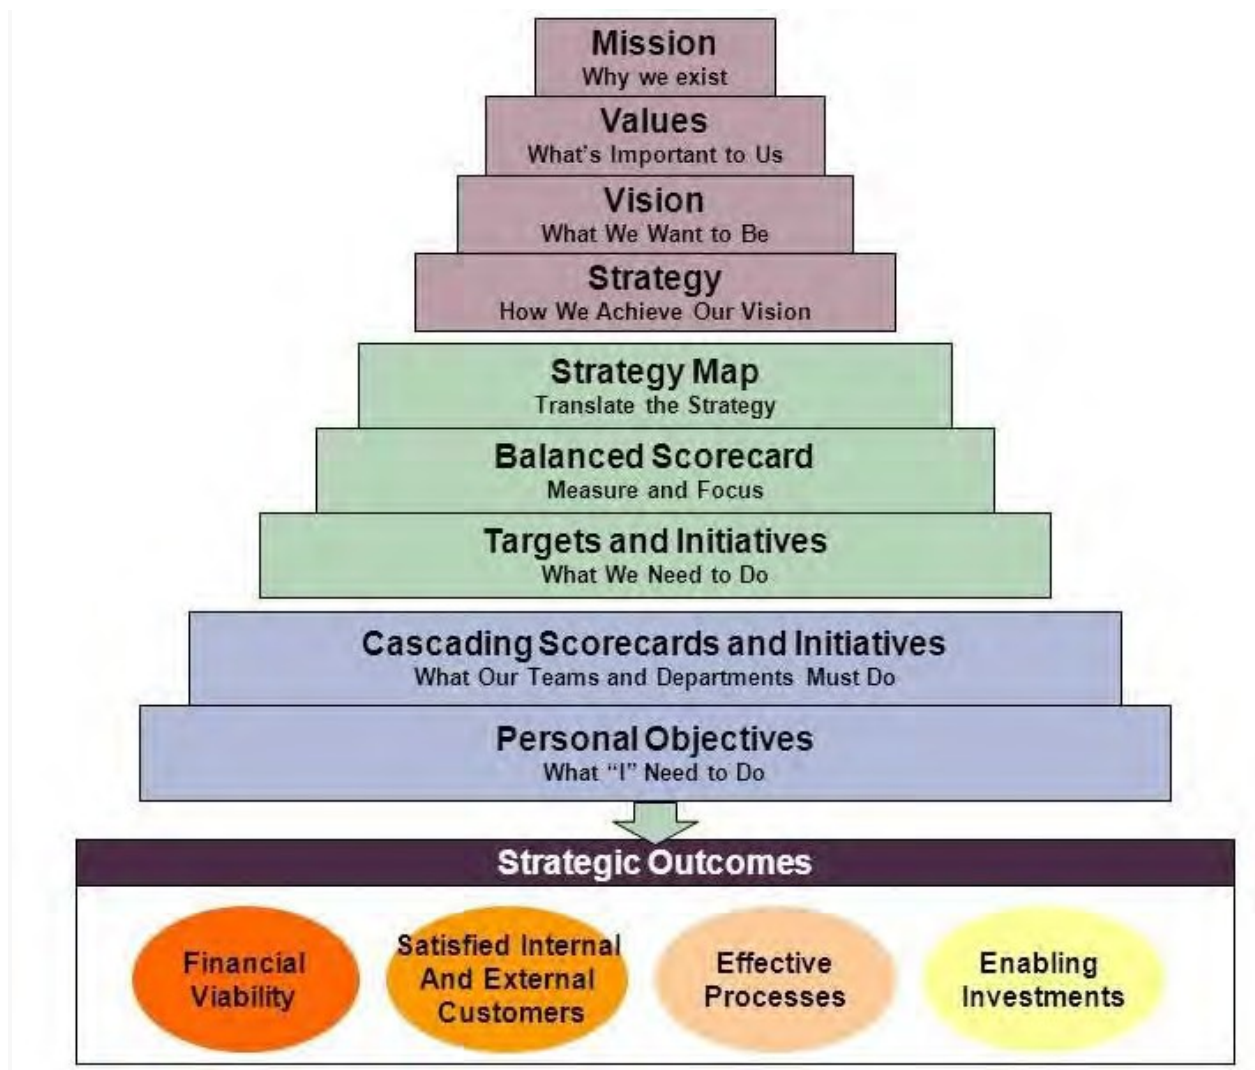 Mission
Why we exist
Values
What's Important to Us
Vision
What We Want to Be
Strategy
How We Achieve Our Vision
Strategy Map
Translate the Strategy
Balanced Scorecard
Measure and Focus
Targets and Initiatives
What We Need to Do
Cascading Scorecards and Initiatives
What Our Teams and Departments Must Do
Personal Objectives
What “I” Need to Do
Strategic Outcomes
Financial
Viability
Satisfied Internal
And External
Customers
Effective
Processes
Enabling
Investments